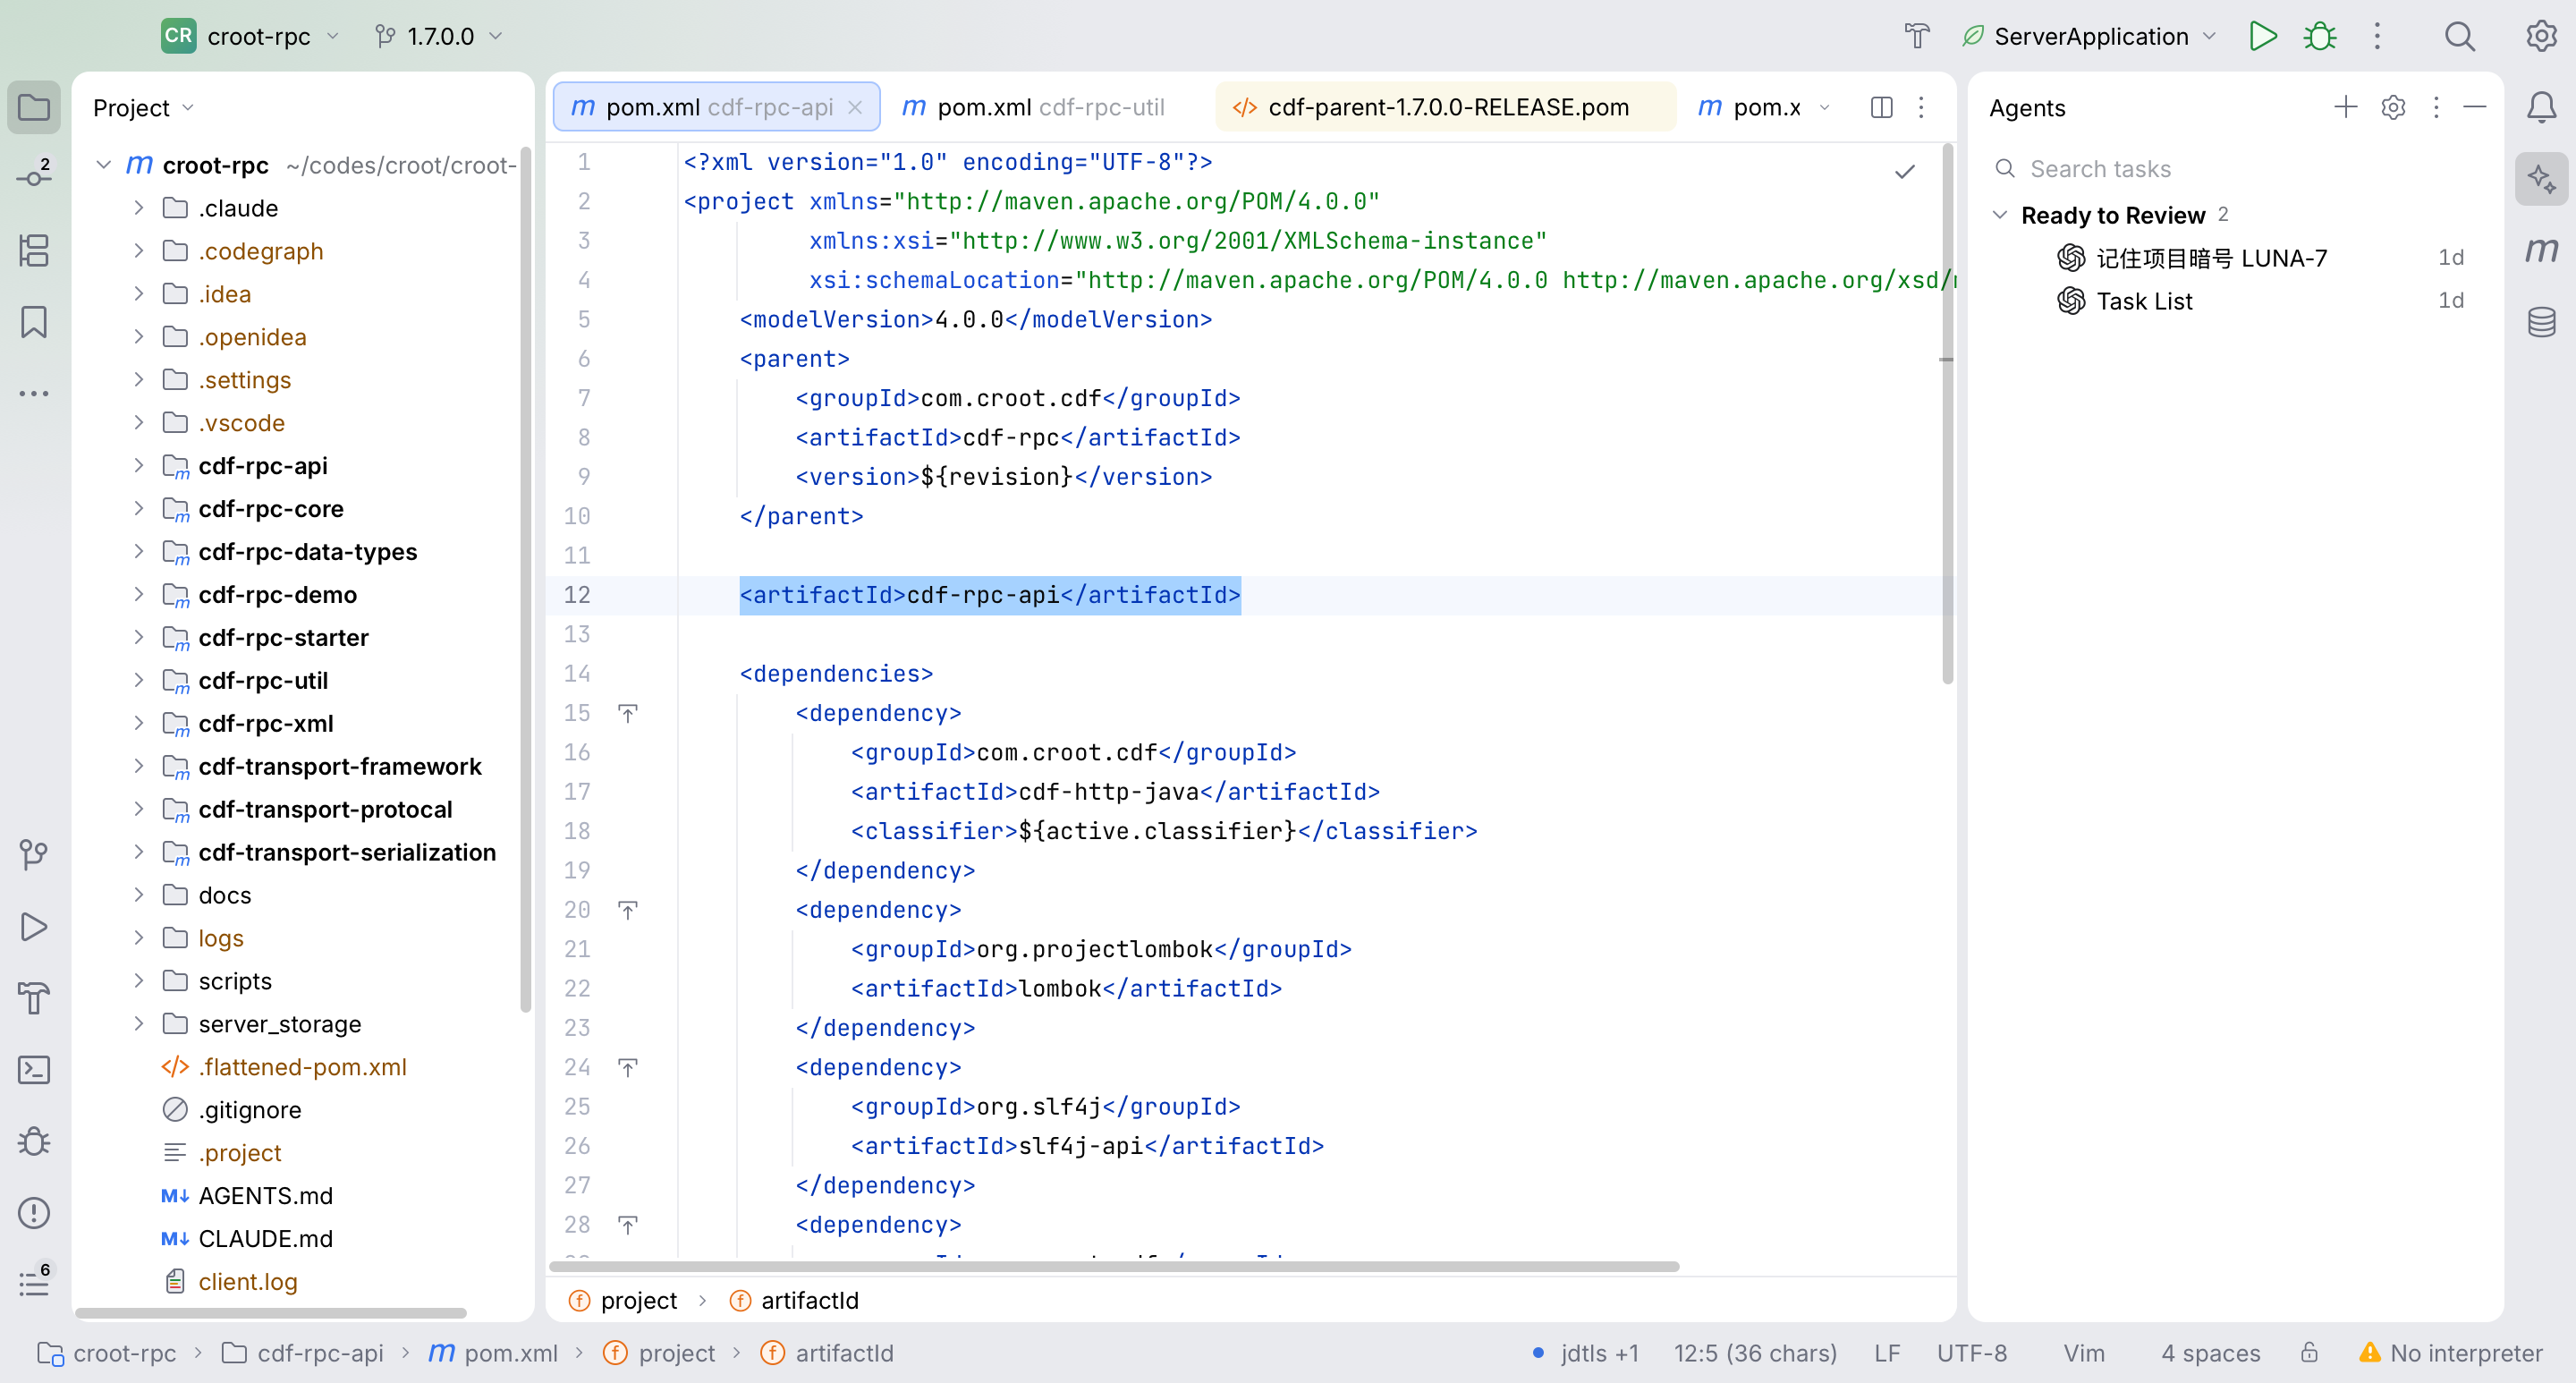 CR croot-rpc 1.7.0.0 ServerApplication
Project
croot-rpc ~/codes/croot/croot-
.claude
.codegraph
.idea
.openidea
.settings
.vscode
cdf-rpc-api
cdf-rpc-core
cdf-rpc-data-types
cdf-rpc-demo
cdf-rpc-starter
cdf-rpc-util
cdf-rpc-xml
cdf-transport-framework
cdf-transport-protocal
cdf-transport-serialization
docs
logs
scripts
server_storage
.flattened-pom.xml
.gitignore
.project
AGENTS.md
CLAUDE.md
client.log
2
6
m pom.xml cdf-rpc-api m pom.xml cdf-rpc-util </> cdf-parent-1.7.0.0-RELEASE.pom m pom.x
1 <?xml version="1.0" encoding="UTF-8"?>
2 <project xmlns="http://maven.apache.org/POM/4.0.0"
3 xmlns:xsi="http://www.w3.org/2001/XMLSchema-instance"
4 xsi:schemaLocation="http://maven.apache.org/POM/4.0.0 http://maven.apache.org/xsd/
5 <modelVersion>4.0.0</modelVersion>
6 <parent>
7 <groupId>com.croot.cdf</groupId>
8 <artifactId>cdf-rpc</artifactId>
9 <version>${revision}</version>
10 </parent>
11
12 <artifactId>cdf-rpc-api</artifactId>
13
14 <dependencies>
15 <dependency>
16 <groupId>com.croot.cdf</groupId>
17 <artifactId>cdf-http-java</artifactId>
18 <classifier>${active.classifier}</classifier>
19 </dependency>
20 <dependency>
21 <groupId>org.projectlombok</groupId>
22 <artifactId>lombok</artifactId>
23 </dependency>
24 <dependency>
25 <groupId>org.slf4j</groupId>
26 <artifactId>slf4j-api</artifactId>
27 </dependency>
28 <dependency>
project > artifactId
Agents
Search tasks
Ready to Review 2
记住项目暗号 LUNA-7 1d
Task List 1d
croot-rpc > cdf-rpc-api > m pom.xml > project > artifactId
jdtls +1 12:5 (36 chars) LF UTF-8 Vim 4 spaces No interpreter